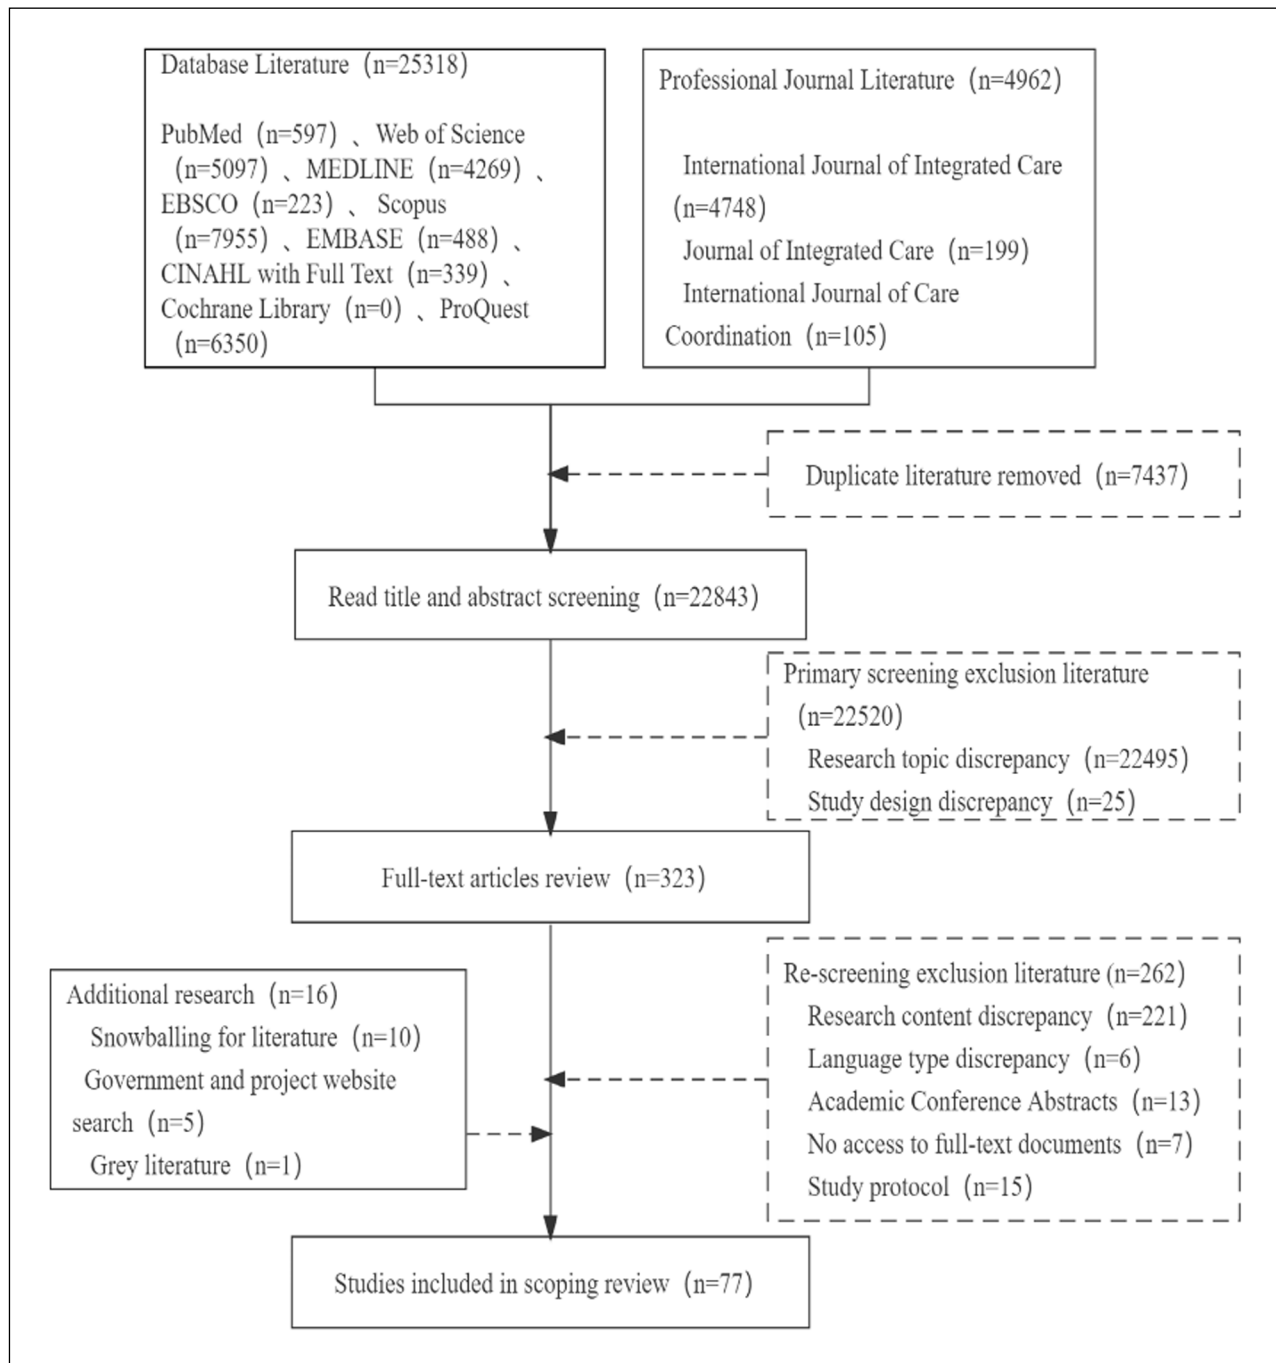 Database Literature (n=25318)
PubMed (n=597) 、 Web of Science
(n=5097) 、 MEDLINE (n=4269) 、
EBSCO (n=223) 、 Scopus
(n=7955) 、 EMBASE (n=488) 、
CINAHL with Full Text (n=339) 、
Cochrane Library (n=0) 、 ProQuest
(n=6350)
Professional Journal Literature (n=4962)
International Journal of Integrated Care
(n=4748)
Journal of Integrated Care (n=199)
International Journal of Care
Coordination (n=105)
Duplicate literature removed (n=7437)
Read title and abstract screening (n=22843)
Primary screening exclusion literature
(n=22520)
Research topic discrepancy (n=22495)
Study design discrepancy (n=25)
Full-text articles review (n=323)
Additional research (n=16)
Snowballing for literature (n=10)
Government and project website
search (n=5)
Grey literature (n=1)
Re-screening exclusion literature (n=262)
Research content discrepancy (n=221)
Language type discrepancy (n=6)
Academic Conference Abstracts (n=13)
No access to full-text documents (n=7)
Study protocol (n=15)
Studies included in scoping review (n=77)